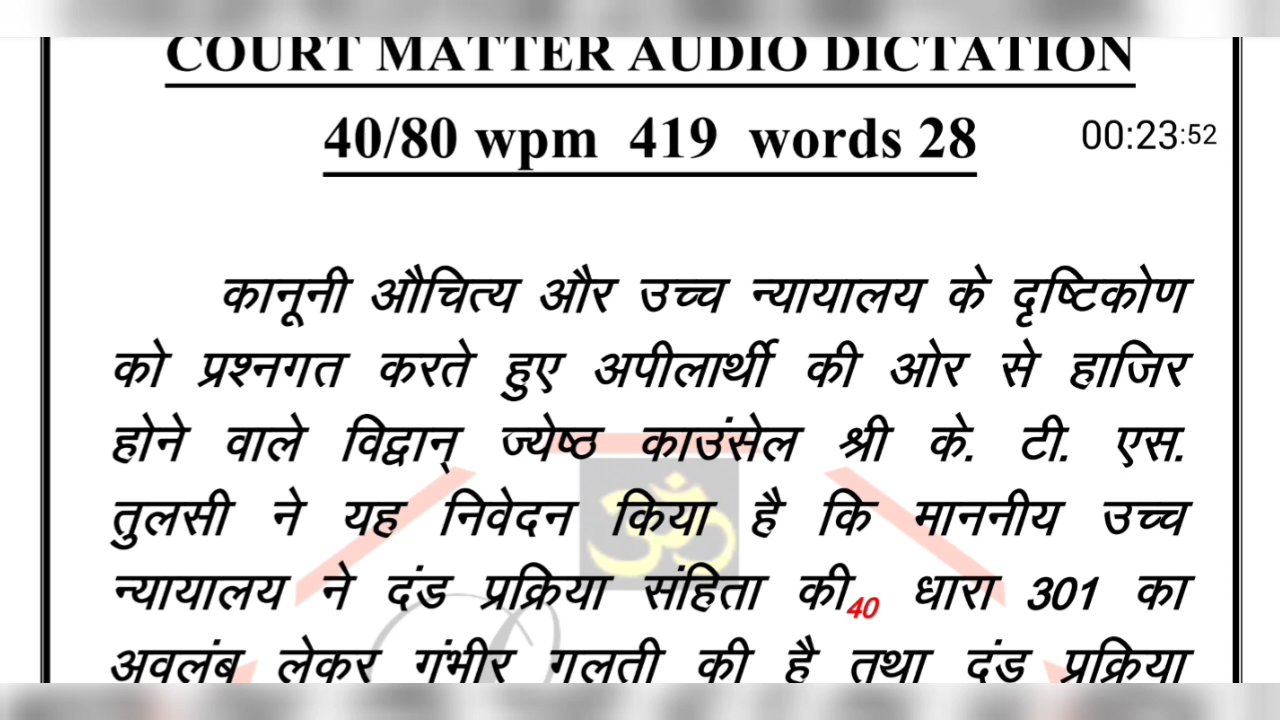 COURT MATTER AUDIO DICTATION
40/80 wpm 419 words 28
00:23:52
कानूनी औचित्य और उच्च न्यायालय के दृष्टिकोण
को प्रश्नगत करते हुए अपीलार्थी की ओर से हाजिर
होने वाले विद्वान् ज्येष्ठ काउंसेल श्री के. टी. एस.
तुलसी ने यह निवेदन किया है कि माननीय उच्च
न्यायालय ने दंड प्रक्रिया संहिता की40 धारा 301 का
अवलंब लेकर गंभीर गलती की है तथा दंड प्रक्रिया